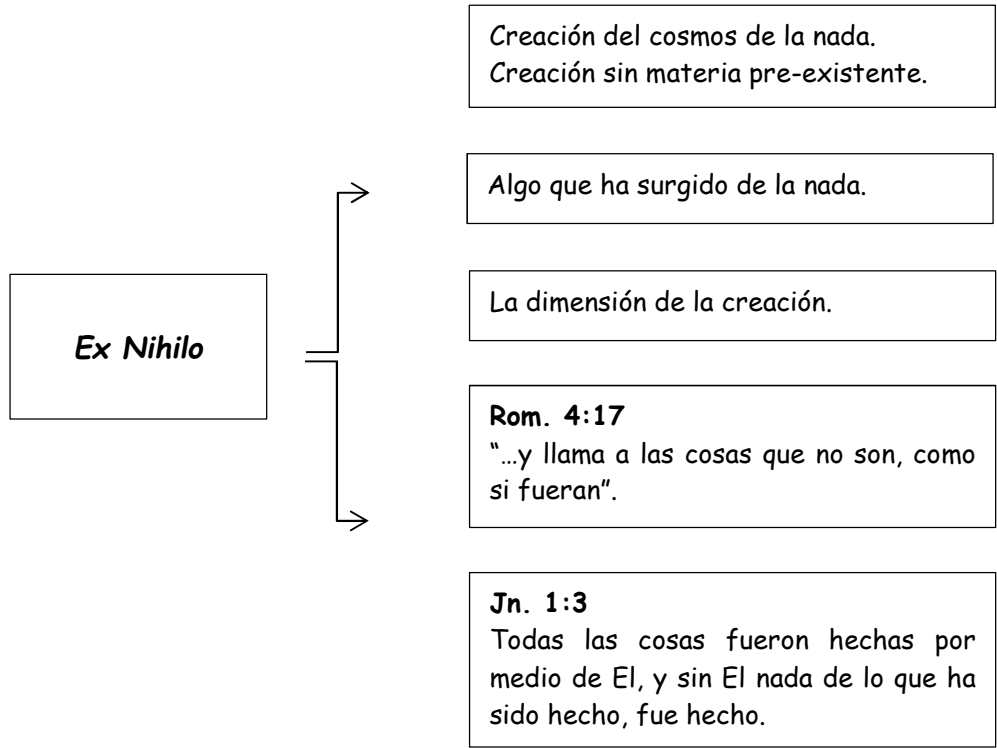 Creación del cosmos de la nada.
Creación sin materia pre-existente.
Algo que ha surgido de la nada.
La dimensión de la creación.
Ex Nihilo
Rom. 4:17
“…y llama a las cosas que no son, como
si fueran”.
Jn. 1:3
Todas las cosas fueron hechas por
medio de El, y sin El nada de lo que ha
sido hecho, fue hecho.